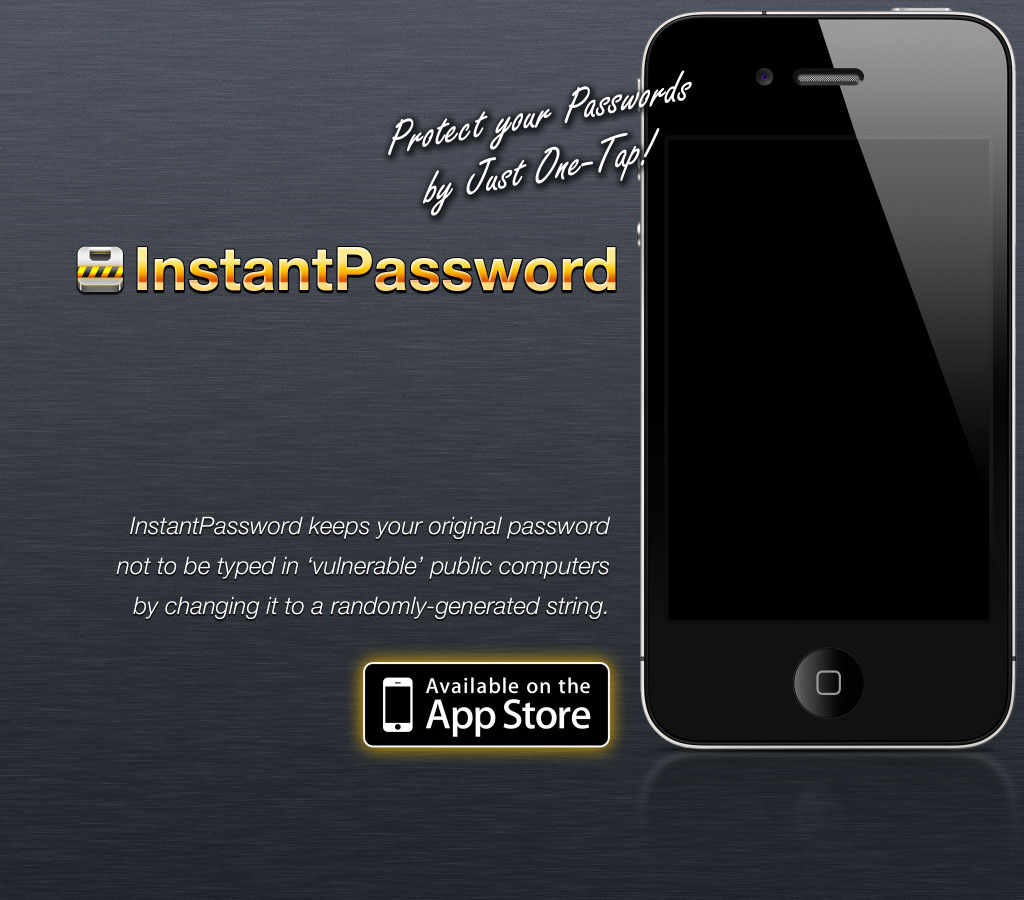 Protect your Passwords
by Just One-Tap!
InstantPassword
InstantPassword keeps your original password
not to be typed in ‘vulnerable’ public computers
by changing it to a randomly-generated string.
Available on the
App Store